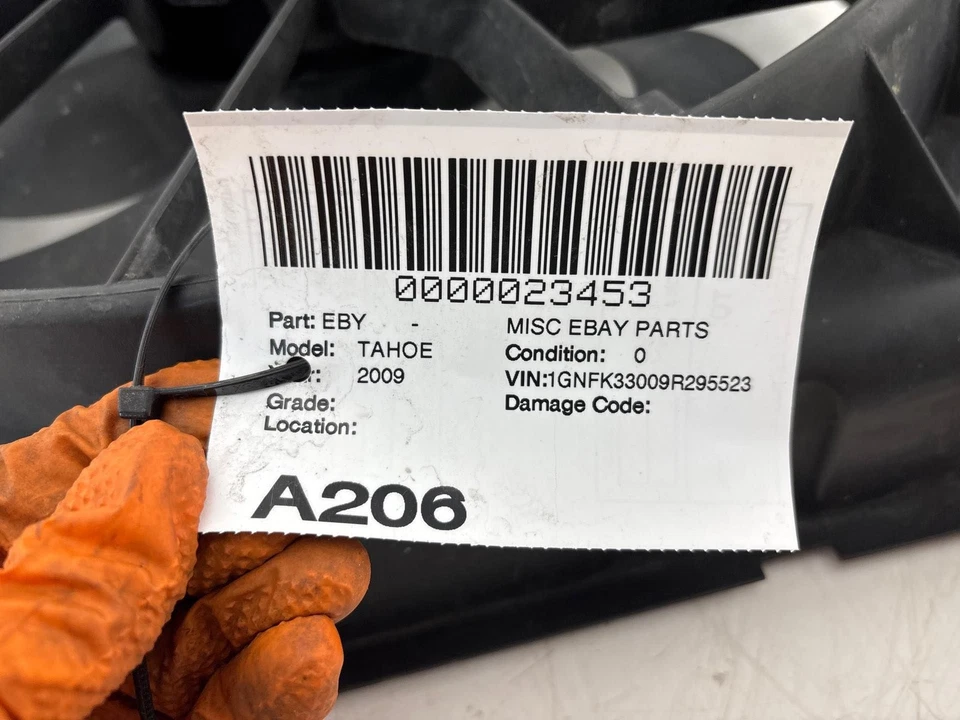 0000023453
Part: EBY - MISC EBAY PARTS
Model: TAHOE Condition: 0
2009 VIN:1GNFK33009R295523
Grade: Damage Code:
Location:
A206